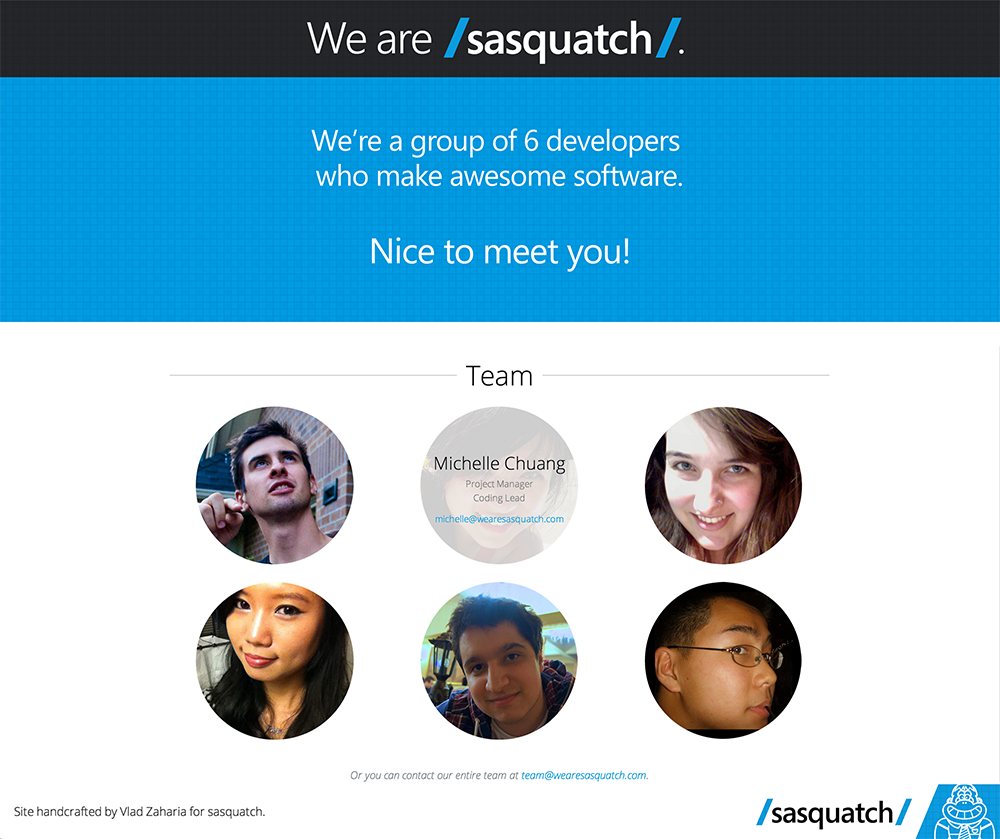 We are /sasquatch/.
We're a group of 6 developers
who make awesome software.
Nice to meet you!
Team
Michelle Chuang
Project Manager
Coding Lead
michelle@wearesasquatch.com
Or you can contact our entire team at team@wearesasquatch.com.
Site handcrafted by Vlad Zaharia for sasquatch.
/sasquatch/